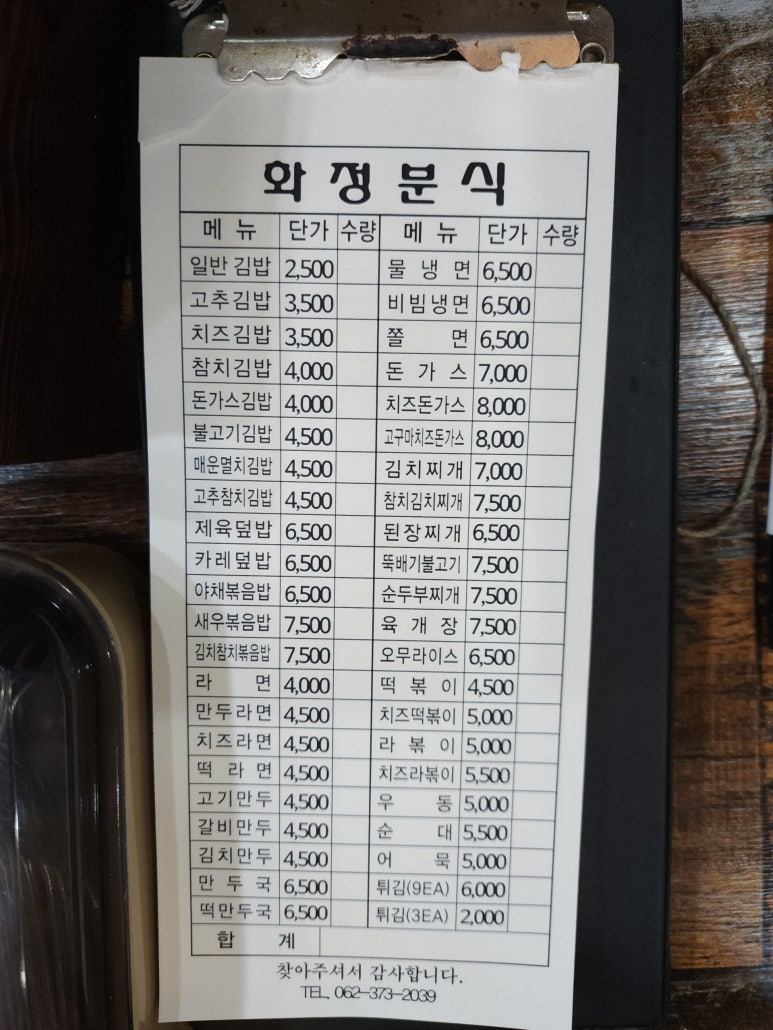 화정분식
메뉴 단가 수량 메뉴 단가 수량
일반김밥 2,500 물냉면 6,500
고추김밥 3,500 비빔냉면 6,500
치즈김밥 3,500 쫄면 6,500
참치김밥 4,000 돈가스 7,000
돈가스김밥 4,000 치즈돈가스 8,000
불고기김밥 4,500 고구마치즈돈가스 8,000
매운멸치김밥 4,500 김치찌개 7,000
고추참치김밥 4,500 참치김치찌개 7,500
제육덮밥 6,500 된장찌개 6,500
카레덮밥 6,500 뚝배기불고기 7,500
야채볶음밥 6,500 순두부찌개 7,500
새우볶음밥 7,500 육개장 7,500
김치참치볶음밥 7,500 오무라이스 6,500
라면 4,000 떡볶이 4,500
만두라면 4,500 치즈떡볶이 5,000
치즈라면 4,500 라볶이 5,000
떡라면 4,500 치즈라볶이 5,500
고기만두 4,500 우동 5,000
갈비만두 4,500 순대 5,500
김치만두 4,500 어묵 5,000
만두국 6,500 튀김(9EA) 6,000
떡만두국 6,500 튀김(3EA) 2,000
합계
찾아주셔서 감사합니다.
TEL. 062-373-2039